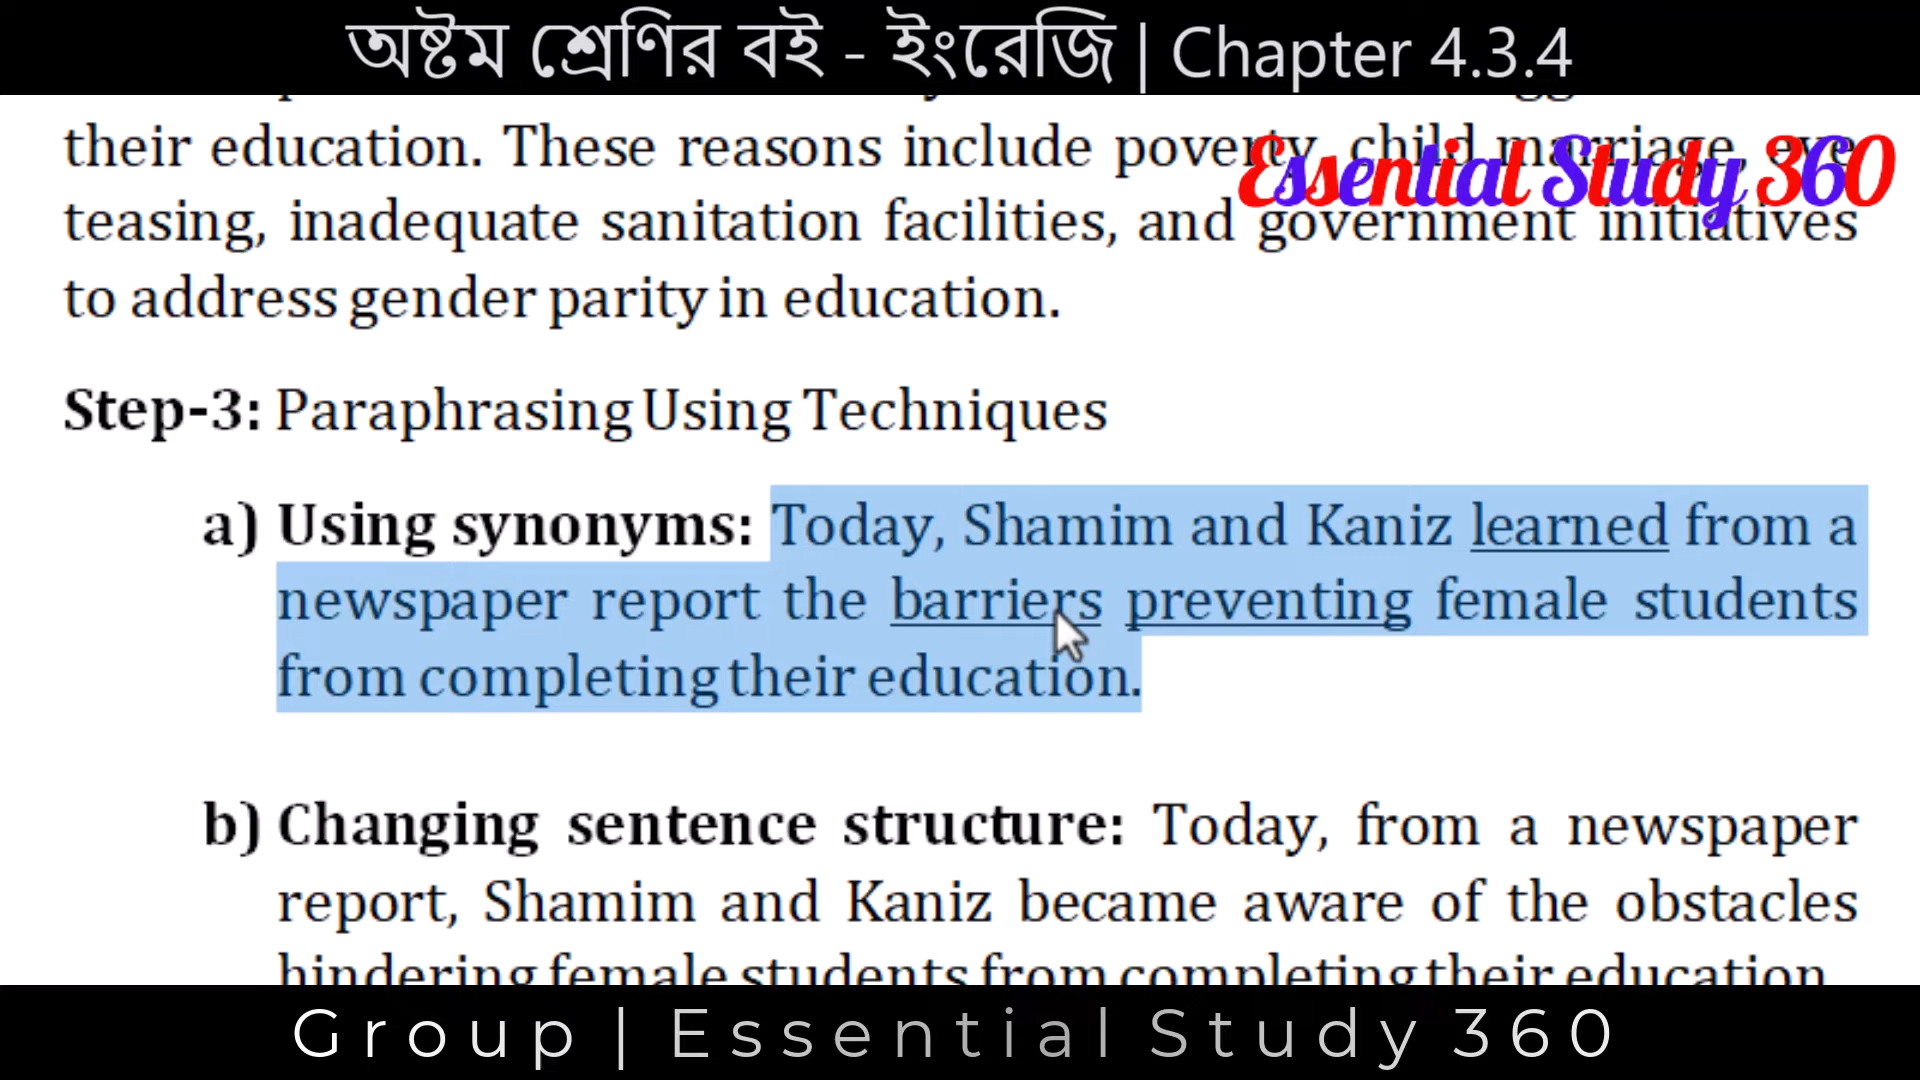 অষ্টম শ্রেণির বই - ইংরেজি | Chapter 4.3.4
their education. These reasons include poverty, child marriage, eve
Essential Study 360
teasing, inadequate sanitation facilities, and government initiatives
to address gender parity in education.
Step-3: Paraphrasing Using Techniques
a) Using synonyms: Today, Shamim and Kaniz learned from a
newspaper report the barriers preventing female students
from completing their education.
b) Changing sentence structure: Today, from a newspaper
report, Shamim and Kaniz became aware of the obstacles
hindering female students from completing their education.
Group | Essential Study 360